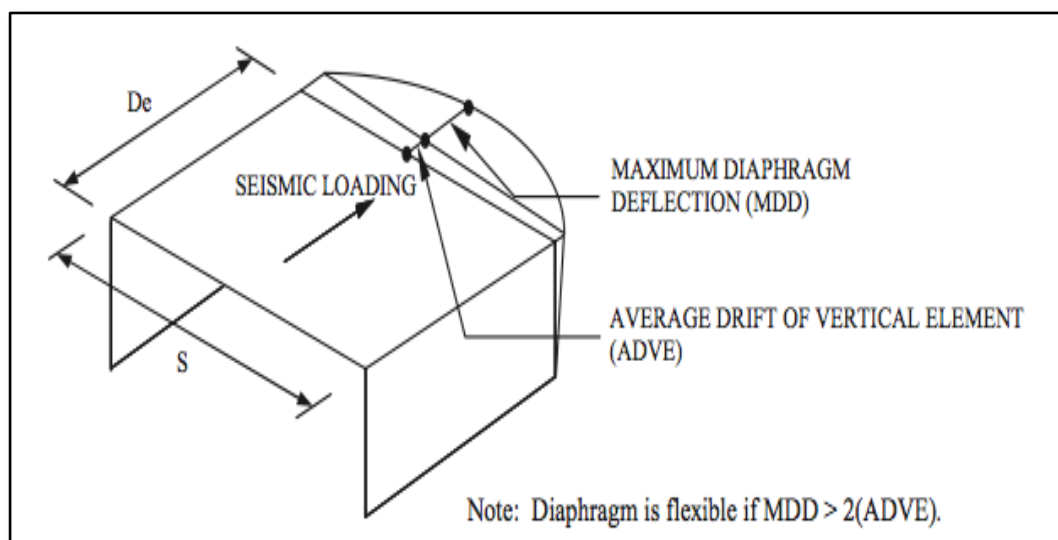 De
SEISMIC LOADING
MAXIMUM DIAPHRAGM
DEFLECTION (MDD)
AVERAGE DRIFT OF VERTICAL ELEMENT
(ADVE)
S
Note: Diaphragm is flexible if MDD > 2(ADVE).